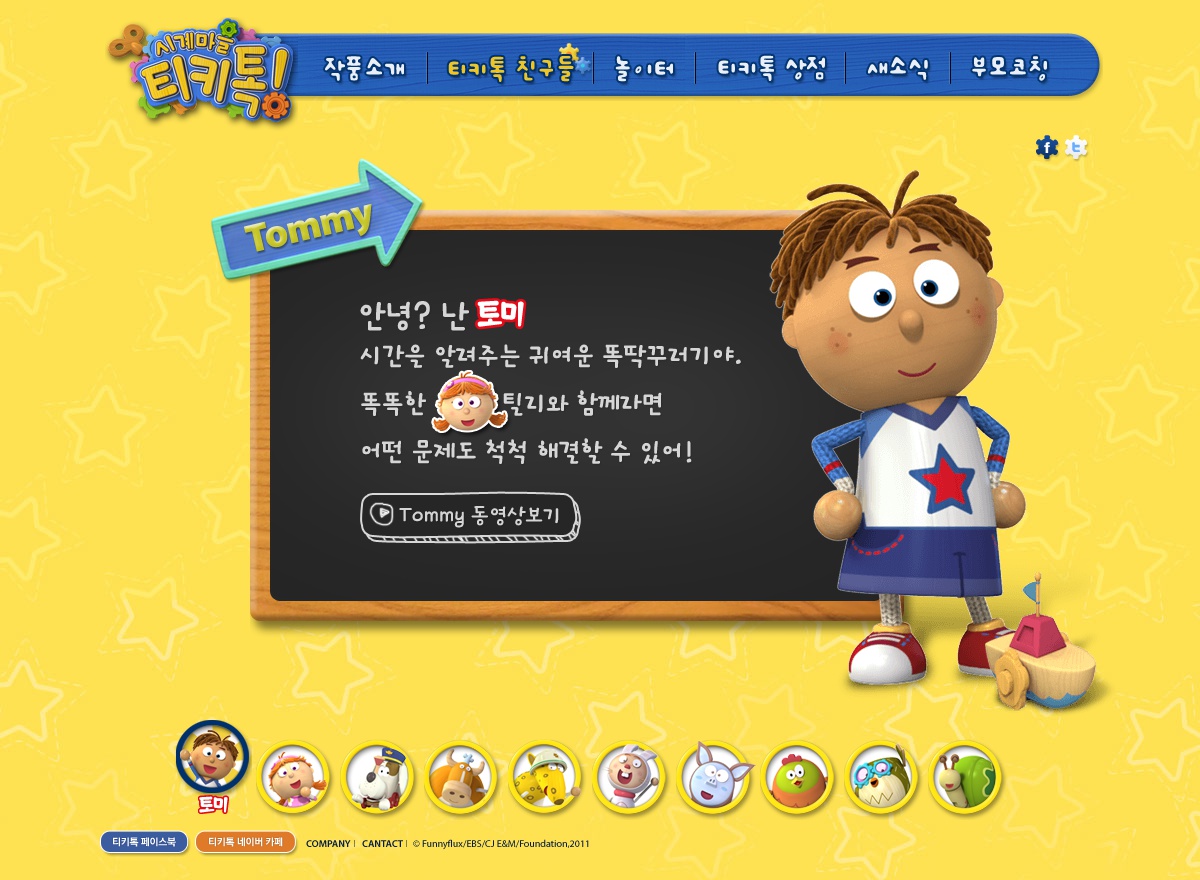 시계마을
티키톡!
작품소개 티키톡 친구들 놀이터 티키톡 상점 새소식 부모코칭
f t
Tommy
안녕? 난 토미
시간을 알려주는 귀여운 똑딱꾸러기야.
똑똑한 틸리와 함께라면
어떤 문제도 척척 해결할 수 있어!
Tommy 동영상보기
토미
티키톡 페이스북 티키톡 네이버 카페 COMPANY | CANTACT | © Funnyflux/EBS/CJ E&M/Foundation,2011